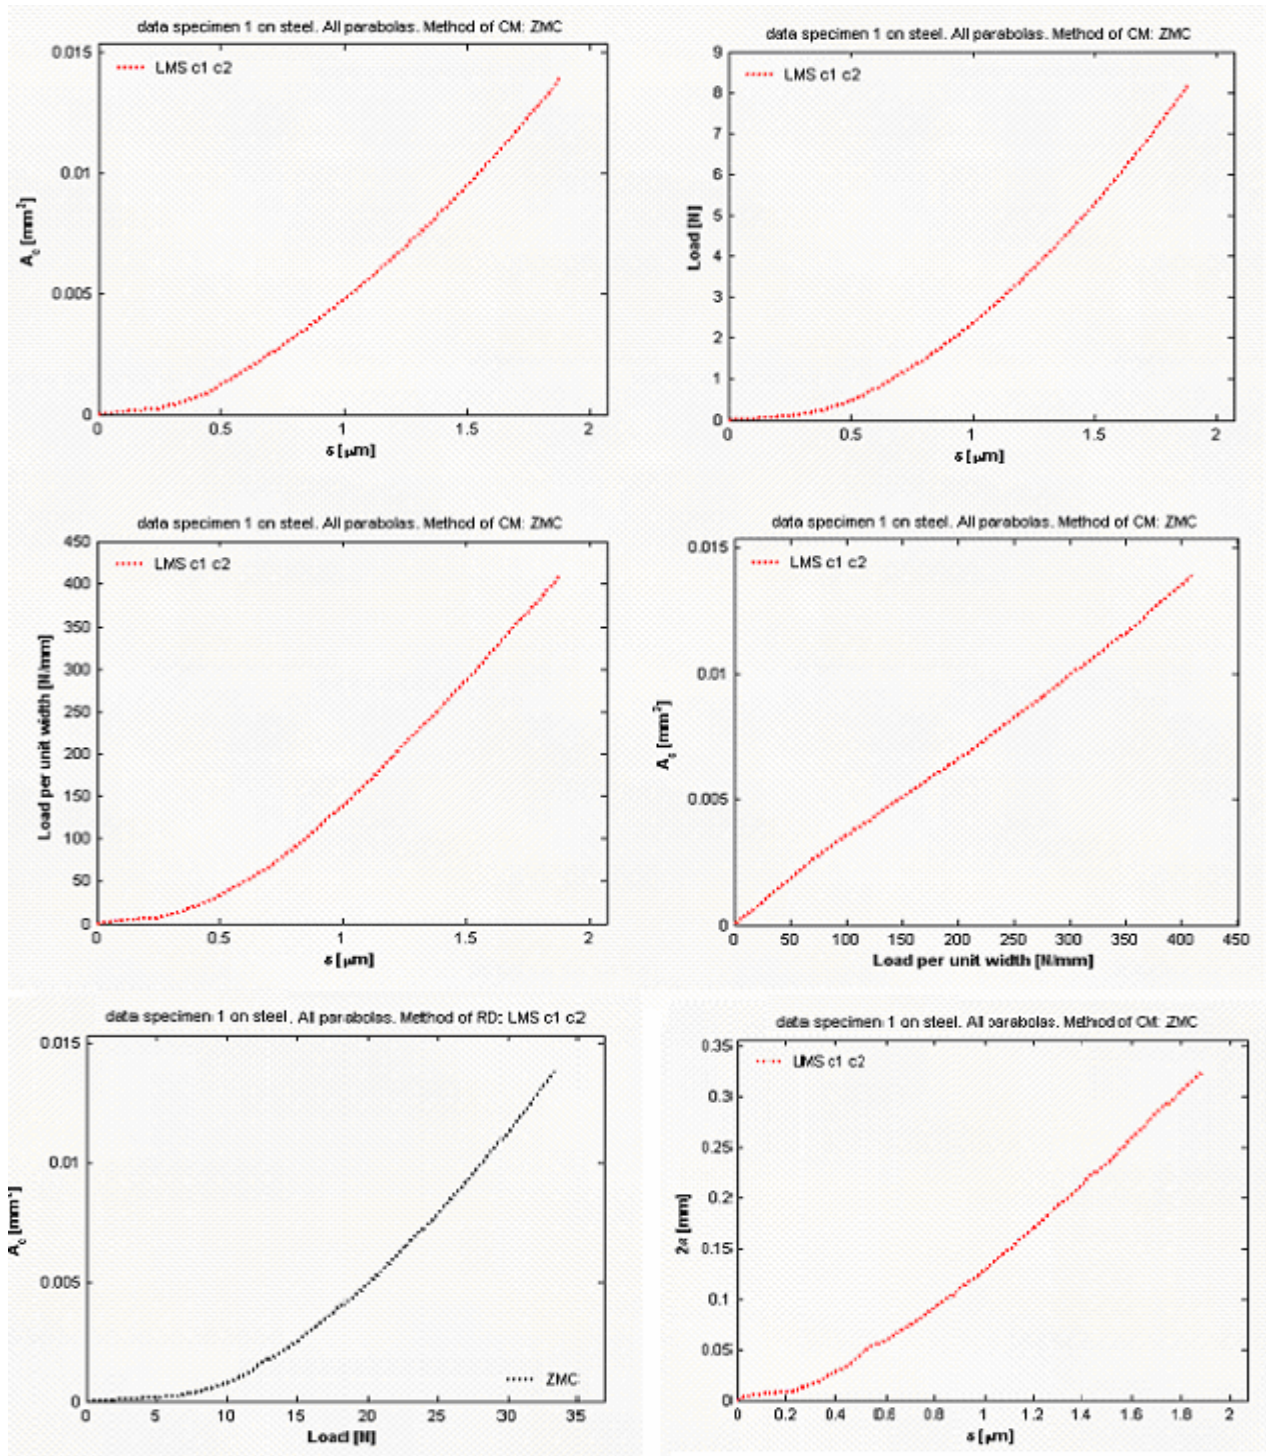 data specimen 1 on steel. All parabolas. Method of CM: ZMC
0.015
LMS c1 c2
0.01
A_c [mm²]
0.005
0
0 0.5 1 1.5 2
δ [μm]
data specimen 1 on steel. All parabolas. Method of CM: ZMC
9
LMS c1 c2
8
7
6
Load [N]
5
4
3
2
1
0
0 0.5 1 1.5 2
δ [μm]
data specimen 1 on steel. All parabolas. Method of CM: ZMC
450
LMS c1 c2
400
350
300
Load per unit width [N/mm]
250
200
150
100
50
0
0 0.5 1 1.5 2
δ [μm]
data specimen 1 on steel. All parabolas. Method of CM: ZMC
0.015
LMS c1 c2
0.01
A_c [mm²]
0.005
0
0 50 100 150 200 250 300 350 400 450
Load per unit width [N/mm]
data specimen 1 on steel. All parabolas. Method of RD: LMS c1 c2
0.015
0.01
A_c [mm²]
0.005
0
ZMC
0 5 10 15 20 25 30 35
Load [N]
data specimen 1 on steel. All parabolas. Method of CM: ZMC
0.35
LMS c1 c2
0.3
0.25
0.2
2a [mm]
0.15
0.1
0.05
0
0 0.2 0.4 0.6 0.8 1 1.2 1.4 1.6 1.8 2
δ [μm]